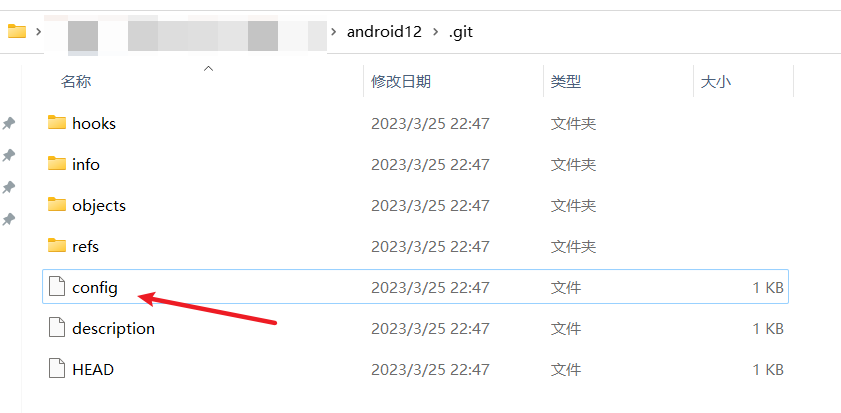 android12 › .git
名称 修改日期 类型 大小
hooks 2023/3/25 22:47 文件夹
info 2023/3/25 22:47 文件夹
objects 2023/3/25 22:47 文件夹
refs 2023/3/25 22:47 文件夹
config 2023/3/25 22:47 文件 1 KB
description 2023/3/25 22:47 文件 1 KB
HEAD 2023/3/25 22:47 文件 1 KB